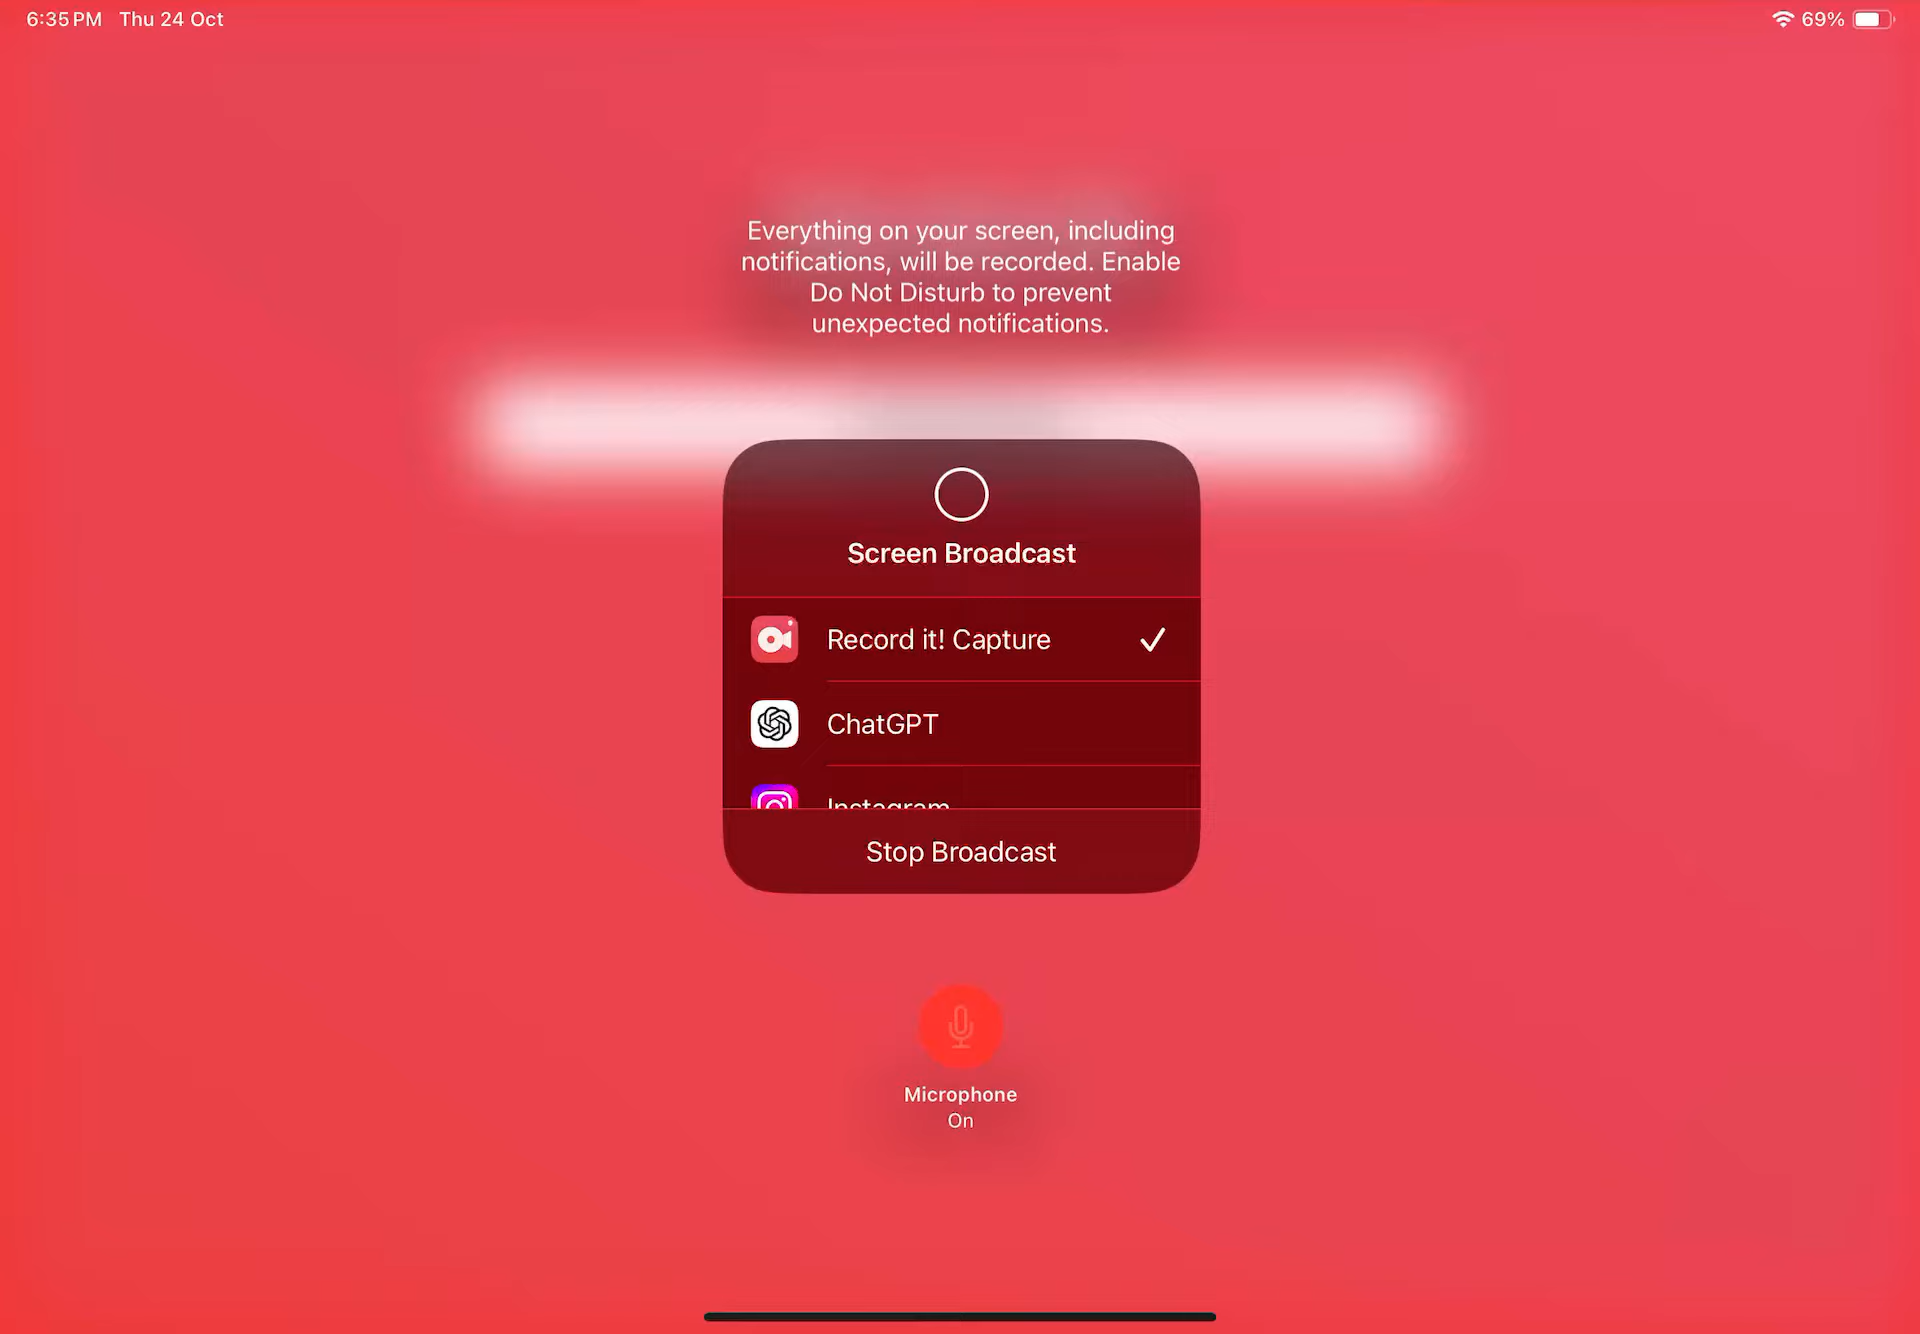 6:35 PM Thu 24 Oct
69%
Everything on your screen, including
notifications, will be recorded. Enable
Do Not Disturb to prevent
unexpected notifications.
Screen Broadcast
Record it! Capture
ChatGPT
Instagram
Stop Broadcast
Microphone
On